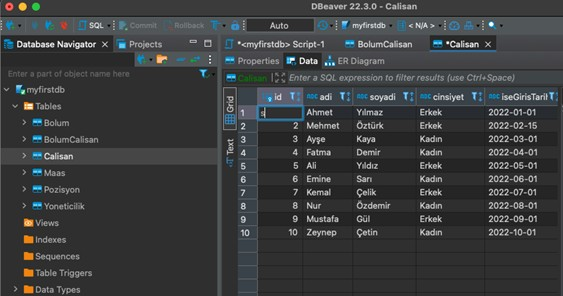 DBeaver 22.3.0 - Calisan
SQL Commit Rollback Auto myfirstdb < N/A >
Database Navigator Projects
Enter a part of object name here
myfirstdb
Tables
Bolum
BolumCalisan
Calisan
Maas
Pozisyon
Yoneticilik
Views
Indexes
Sequences
Table Triggers
Data Types
*<myfirstdb> Script-1 BolumCalisan *Calisan
Properties Data ER Diagram
Calisan Enter a SQL expression to filter results (use Ctrl+Space)
Grid
Text
id adi soyadi cinsiyet iseGirisTarih
1 s Ahmet Yılmaz Erkek 2022-01-01
2 2 Mehmet Öztürk Erkek 2022-02-15
3 3 Ayşe Kaya Kadın 2022-03-01
4 4 Fatma Demir Kadın 2022-04-01
5 5 Ali Yıldız Erkek 2022-05-01
6 6 Emine Sarı Kadın 2022-06-01
7 7 Kemal Çelik Erkek 2022-07-01
8 8 Nur Özdemir Kadın 2022-08-01
9 9 Mustafa Gül Erkek 2022-09-01
10 10 Zeynep Çetin Kadın 2022-10-01